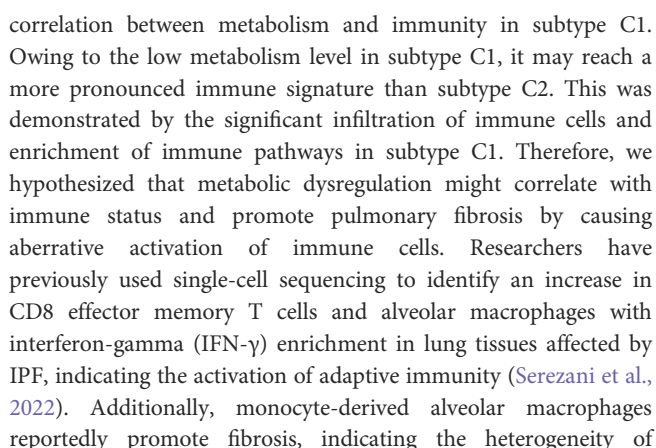 correlation between metabolism and immunity in subtype C1.
Owing to the low metabolism level in subtype C1, it may reach a
more pronounced immune signature than subtype C2. This was
demonstrated by the significant infiltration of immune cells and
enrichment of immune pathways in subtype C1. Therefore, we
hypothesized that metabolic dysregulation might correlate with
immune status and promote pulmonary fibrosis by causing
aberrative activation of immune cells. Researchers have
previously used single-cell sequencing to identify an increase in
CD8 effector memory T cells and alveolar macrophages with
interferon-gamma (IFN-γ) enrichment in lung tissues affected by
IPF, indicating the activation of adaptive immunity (Serezani et al.,
2022). Additionally, monocyte-derived alveolar macrophages
reportedly promote fibrosis, indicating the heterogeneity of